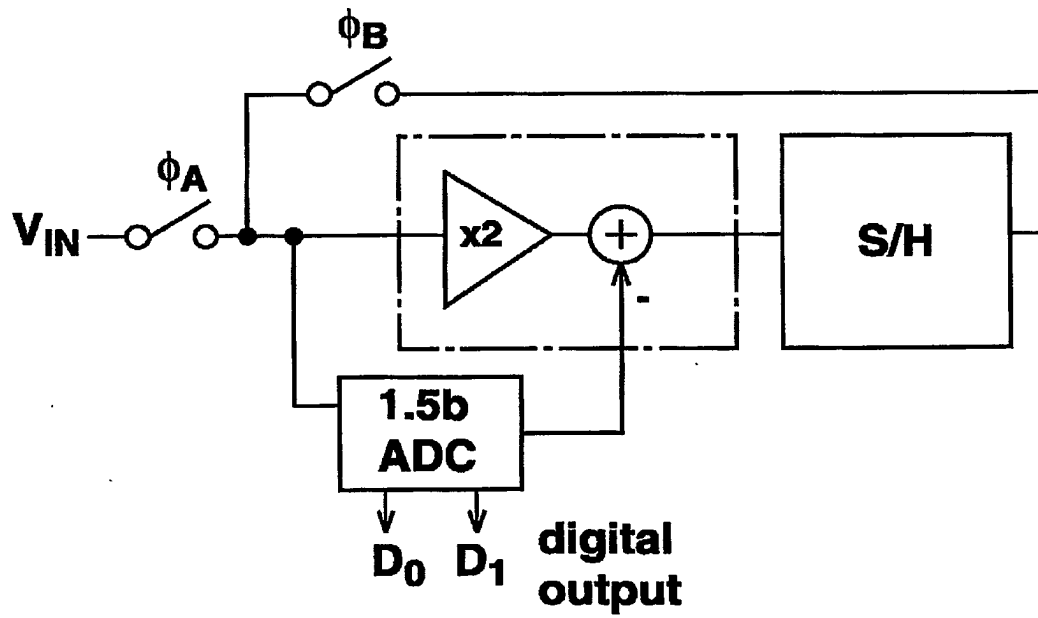 ϕB
ϕA
VIN
x2
+
S/H
-
1.5b
ADC
D0 D1
digital
output